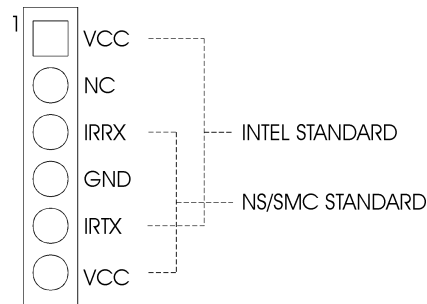 1
VCC
NC
IRRX
GND
IRTX
VCC
INTEL STANDARD
NS/SMC STANDARD